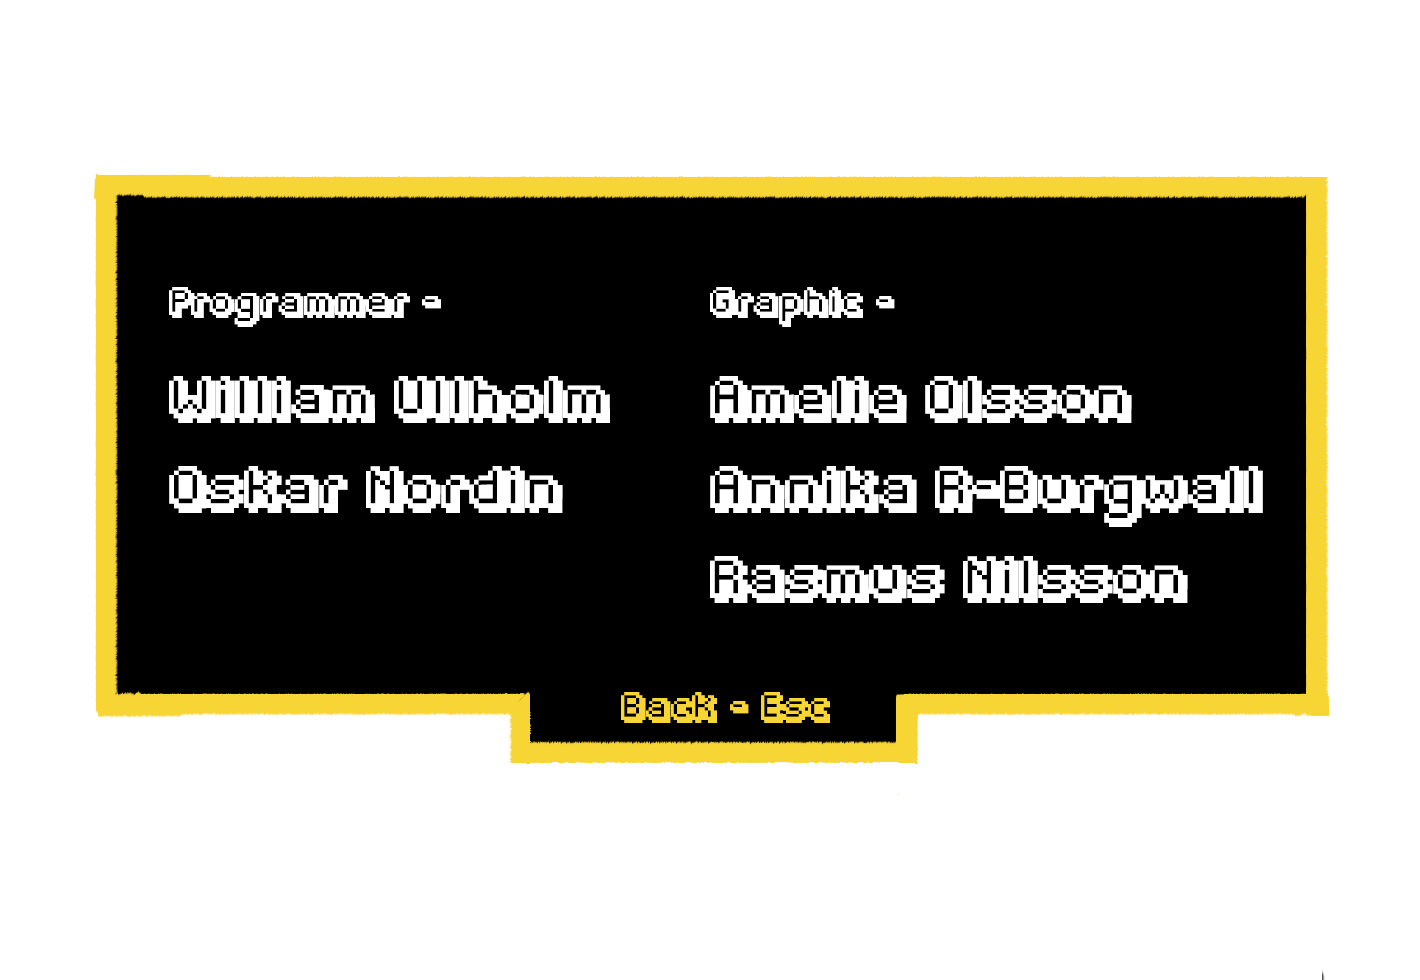 Programmer -
William Ullholm
Oskar Nordin
Graphic -
Amelie Olsson
Annika R-Burgwall
Rasmus Nilsson
Back - Esc